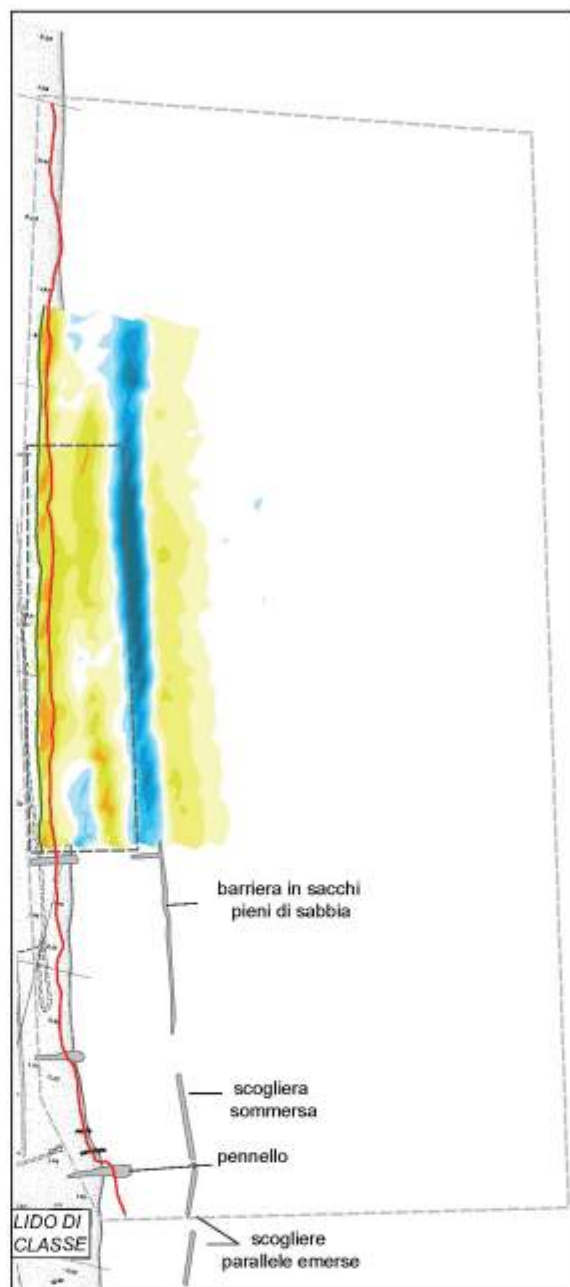 barriera in sacchi
pieni di sabbia
scogliera
sommersa
pennello
LIDO DI
CLASSE
scogliere
parallele emerse